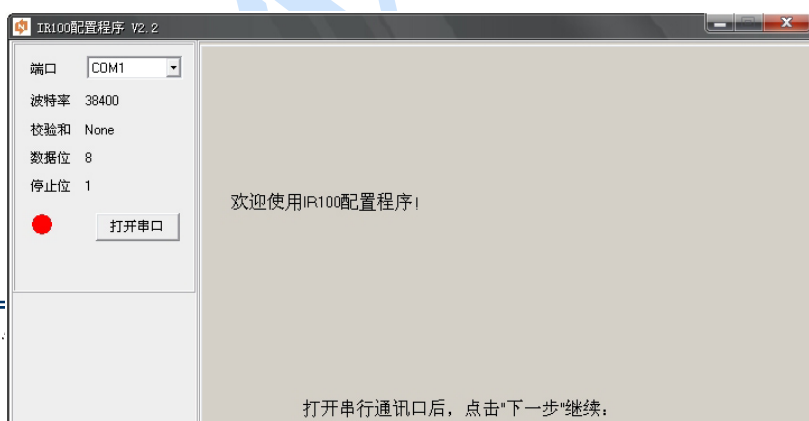 IR100配置程序 V2.2
端口 COM1
波特率 38400
校验和 None
数据位 8
停止位 1
打开串口
欢迎使用IR100配置程序!
打开串行通讯口后，点击"下一步"继续: